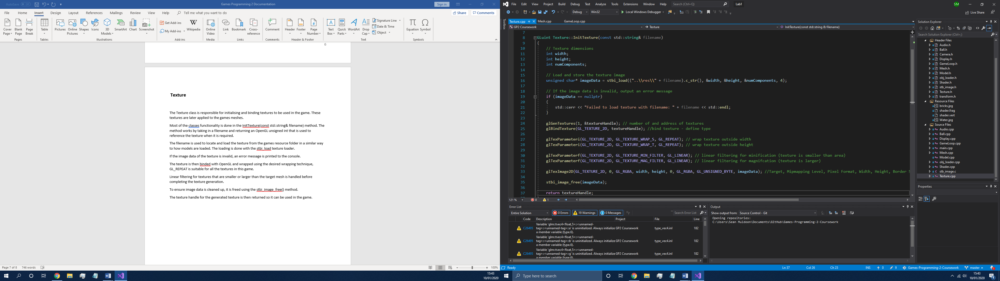 AutoSave Off Games Programming 2 Documentation Sign in
File Home Insert Design Layout References Mailings Review View Help Tell me what you want to do Share Comments
Cover Page Blank Page Page Break Table Pictures Online Pictures Shapes Icons 3D Models SmartArt Chart Screenshot Get Add-ins My Add-ins Wikipedia Online Video Link Bookmark Cross-reference Comment Header Footer Page Number Text Box Quick Parts WordArt Drop Cap Signature Line Date & Time Object Equation Symbol
Pages Tables Illustrations Add-ins Media Links Comments Header & Footer Text Symbols
6
Texture
The Texture class is responsible for initialising and binding textures to be used in the game. These
textures are later applied to the games meshes.
Most of the classes functionality is done in the InitTexture(const std::string& filename) method. The
method works by taking in a filename and returning an OpenGL unsigned int that is used to
reference the texture when it is required.
The filename is used to locate and load the texture from the games resource folder in a similar way
to how models are loaded. The loading is done with the stbi_load texture loader.
If the image data of the texture is invalid, an error message is printed to the console.
The texture is then binded with OpenGL and wrapped using the desired wrapping technique,
GL_REPEAT is suitable for all the textures in this game.
Linear filtering for textures that are smaller or larger than the target mesh is handled before
completing the texture generation.
To ensure image data is cleaned up, it is freed using the stbi_image_free() method.
The texture handle for the generated texture is then returned so it can be used in the game.
Page 7 of 8 746 words 100%
15:43
10/01/2020
File Edit View Project Build Debug Test Analyze Tools Extensions Window Help Search (Ctrl+Q) Lab1 SM
Debug Win32 Local Windows Debugger Live Share
Toolbox
Texture.cpp Mesh.cpp GameLoop.cpp
GP2 Coursework Texture InitTexture(const std::string & filename)
7
8 GLuint Texture::InitTexture(const std::string& filename)
9 {
10 // Texture dimensions
11 int width;
12 int height;
13 int numComponents;
14
15 // Load and store the texture image
16 unsigned char* imageData = stbi_load(("..\\res\\" + filename).c_str(), &width, &height, &numComponents, 4);
17
18 // If the image data is invalid, output an error message
19 if (imageData == nullptr)
20 {
21 std::cerr << "Failed to load texture with filename: " + filename << std::endl;
22 }
23
24 glGenTextures(1, &textureHandle); // number of and address of textures
25 glBindTexture(GL_TEXTURE_2D, textureHandle); //bind texture - define type
26
27 glTexParameteri(GL_TEXTURE_2D, GL_TEXTURE_WRAP_S, GL_REPEAT); // wrap texture outside width
28 glTexParameteri(GL_TEXTURE_2D, GL_TEXTURE_WRAP_T, GL_REPEAT); // wrap texture outside height
29
30 glTexParameterf(GL_TEXTURE_2D, GL_TEXTURE_MIN_FILTER, GL_LINEAR); // linear filtering for minification (texture is smaller than area)
31 glTexParameterf(GL_TEXTURE_2D, GL_TEXTURE_MAG_FILTER, GL_LINEAR); // linear filtering for magnifcation (texture is larger)
32
33 glTexImage2D(GL_TEXTURE_2D, 0, GL_RGBA, width, height, 0, GL_RGBA, GL_UNSIGNED_BYTE, imageData); //Target, Mipmapping Level, Pixel Format, Width, Height, Border S
34
35 stbi_image_free(imageData);
36
37 return textureHandle;
121 % 0 1
Error List
Entire Solution 0 Errors 19 Warnings 0 Messages Search Error List
Code Description Project File Line
C26495 Variable 'glm::tvec4<float,5>::<unnamed-tag>::<unnamed-tag>::a' is uninitialized. Always initialize a member variable (type.6). GP2 Coursework type_vec4.inl 182
C26495 Variable 'glm::tvec4<float,5>::<unnamed-tag>::<unnamed-tag>::b' is uninitialized. Always initialize a member variable (type.6). GP2 Coursework type_vec4.inl 182
C26495 Variable 'glm::tvec4<float,5>::<unnamed-tag>::<unnamed-tag>::g' is uninitialized. Always initialize a member variable (type.6). GP2 Coursework type_vec4.inl 182
Output
Show output from: Source Control - Git
Opening repositories:
C:\Users\Sean Muldoon\Documents\GitHub\Games-Programming-2-Coursework
Solution Explorer
Search Solution Explorer (Ctrl+;)
Header Files
Audio.h
Ball.h
Camera.h
Display.h
GameLoop.h
Mesh.h
Model.h
obj_loader.h
Shader.h
stb_image.h
Texture.h
transform.h
Resource Files
bricks.jpg
shader.frag
shader.vert
Water.jpg
Source Files
Audio.cpp
Ball.cpp
Display.cpp
GameLoop.cpp
main.cpp
Mesh.cpp
Model.cpp
obj_loader.cpp
Shader.cpp
stb_image.c
Texture.cpp
Properties
Ready Ln 37 Col 26 Ch 23 INS 0 9 Games-Programming-2-Coursework master 1
Type here to search
15:43
10/01/2020
4